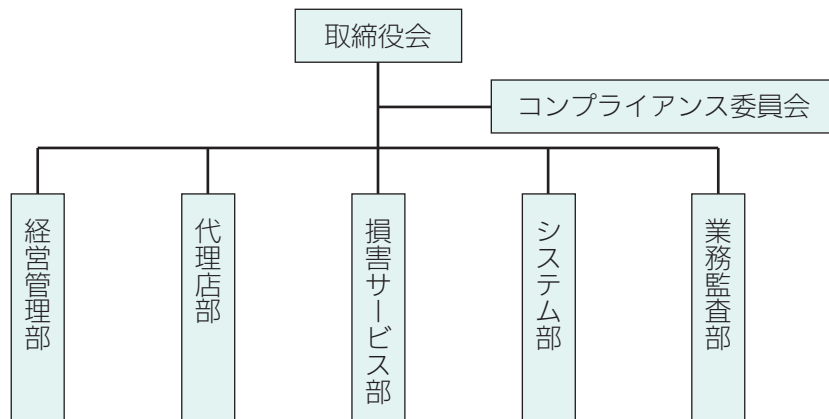 取締役会
コンプライアンス委員会
経営管理部
代理店部
損害サービス部
システム部
業務監査部